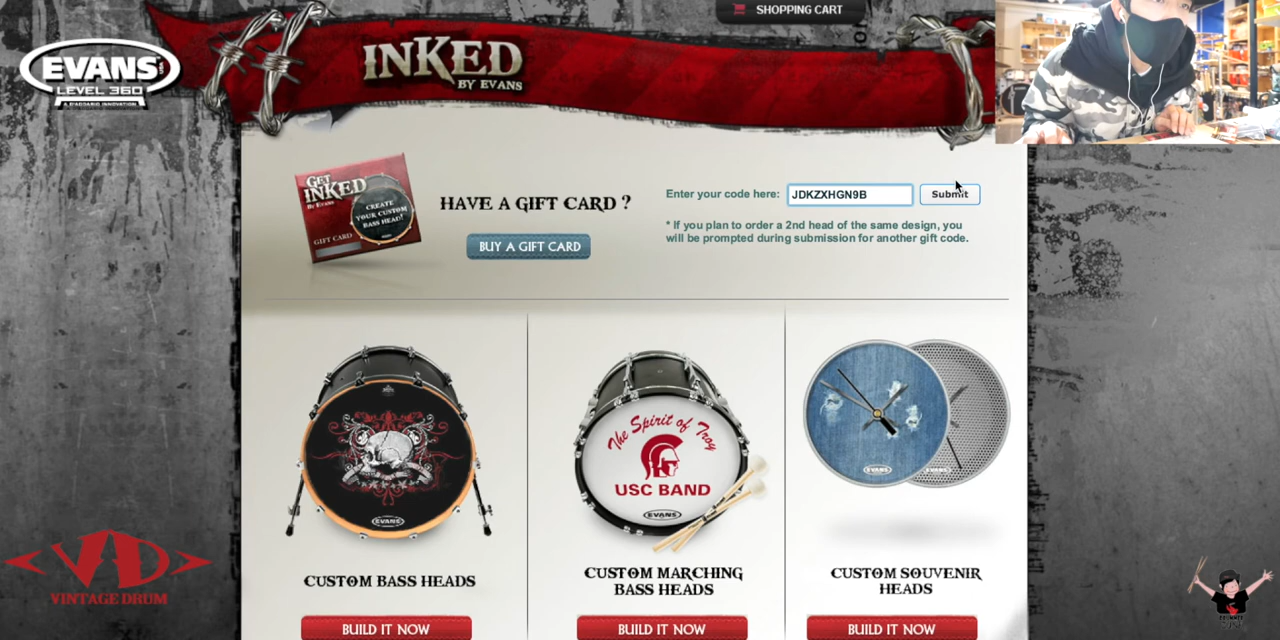 SHOPPING CART
EVANS
LEVEL 360
A D'ADDARIO INNOVATION
INKED
BY EVANS
GET
INKED
By Evans
CREATE
YOUR CUSTOM
BASS HEAD!
GIFT CARD
HAVE A GIFT CARD ?
BUY A GIFT CARD
Enter your code here: JDKZXHGN9B Submit
* If you plan to order a 2nd head of the same design, you
will be prompted during submission for another gift code.
EVANS
The Spirit of Troy
USC BAND
EVANS
EVANS
EVANS
CUSTOM BASS HEADS
BUILD IT NOW
CUSTOM MARCHING
BASS HEADS
BUILD IT NOW
CUSTOM SOUVENIR
HEADS
BUILD IT NOW
VD
VINTAGE DRUM